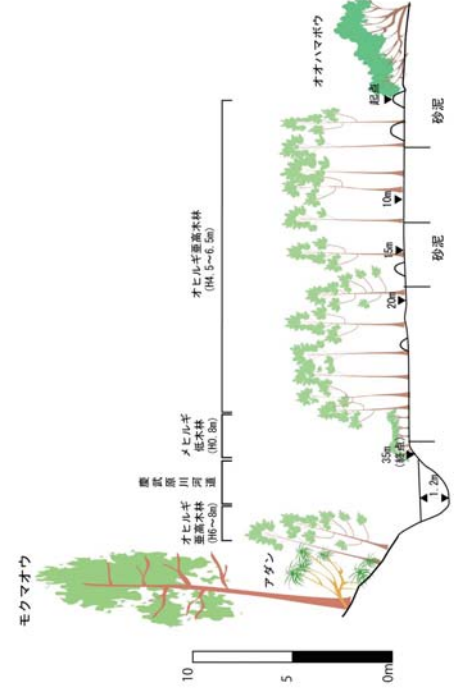 モクマオウ
アダン
オヒルギ
亜高木林
(H6～8m)
慶武原川河道
メヒルギ
低木林
(H0.8m)
オヒルギ亜高木林
(H4.5～6.5m)
オオハマボウ
起点
10m
15m
20m
35m
(終点)
1.2m
砂泥
砂泥
10
5
0m